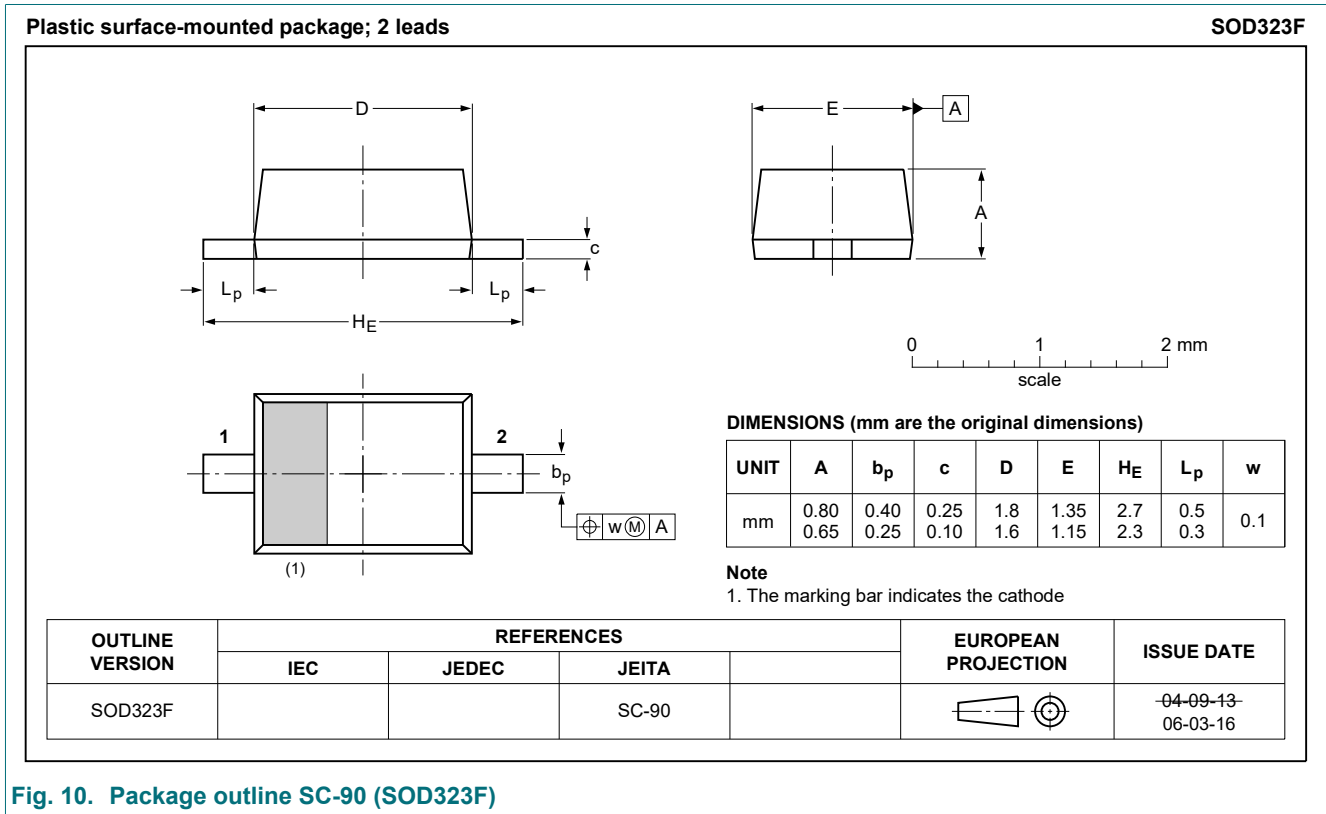 Plastic surface-mounted package; 2 leads SOD323F
D
E A
A
c
Lp Lp
HE
0 1 2 mm
scale
1 2
bp
w M A
(1)
DIMENSIONS (mm are the original dimensions)
UNIT A bp c D E HE Lp w
mm 0.80 0.40 0.25 1.8 1.35 2.7 0.5 0.1
0.65 0.25 0.10 1.6 1.15 2.3 0.3
Note
1. The marking bar indicates the cathode
OUTLINE VERSION REFERENCES EUROPEAN PROJECTION ISSUE DATE
IEC JEDEC JEITA
SOD323F SC-90 04-09-13
06-03-16
Fig. 10. Package outline SC-90 (SOD323F)